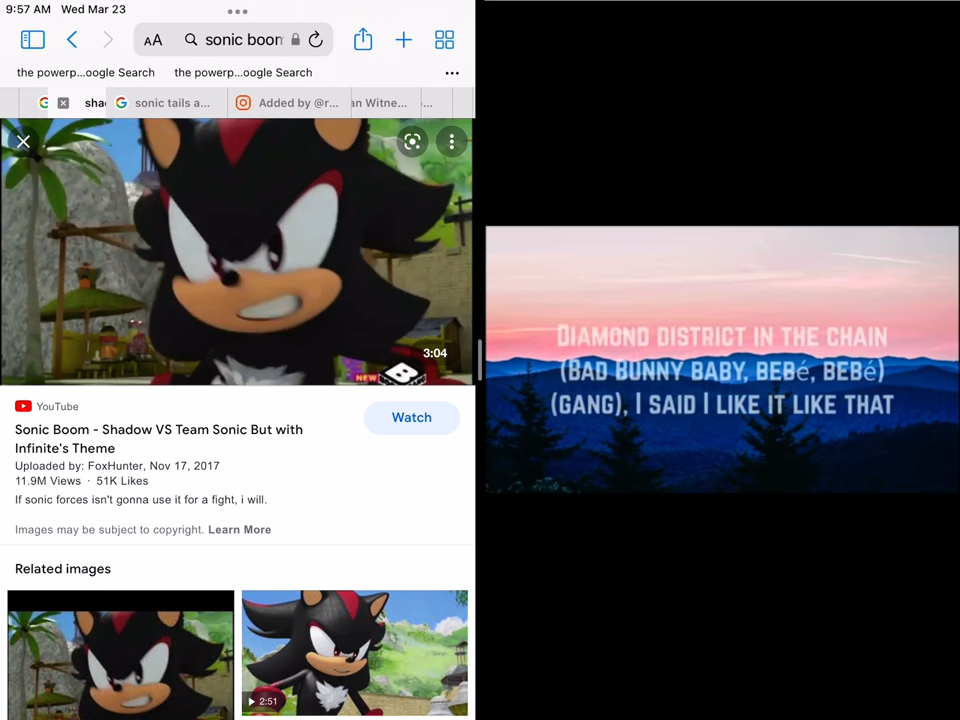 9:57 AM Wed Mar 23
AA sonic boom
the powerp...oogle Search the powerp...oogle Search
sha sonic tails a... Added by @r... an Witne... ...
3:04
NEW
YouTube
Watch
Sonic Boom - Shadow VS Team Sonic But with
Infinite's Theme
Uploaded by: FoxHunter, Nov 17, 2017
11.9M Views · 51K Likes
If sonic forces isn't gonna use it for a fight, i will.
Images may be subject to copyright. Learn More
Related images
2:51
Diamond district in the chain
(Bad Bunny baby, bebé, bebé)
(gang), I said I like it like that